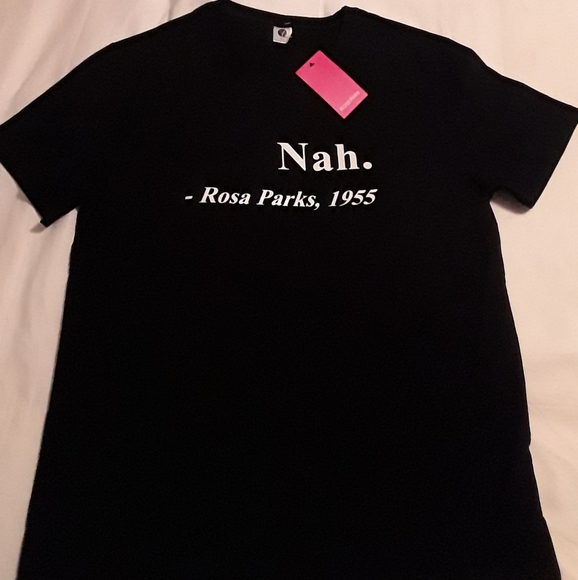 Nah.
- Rosa Parks, 1955